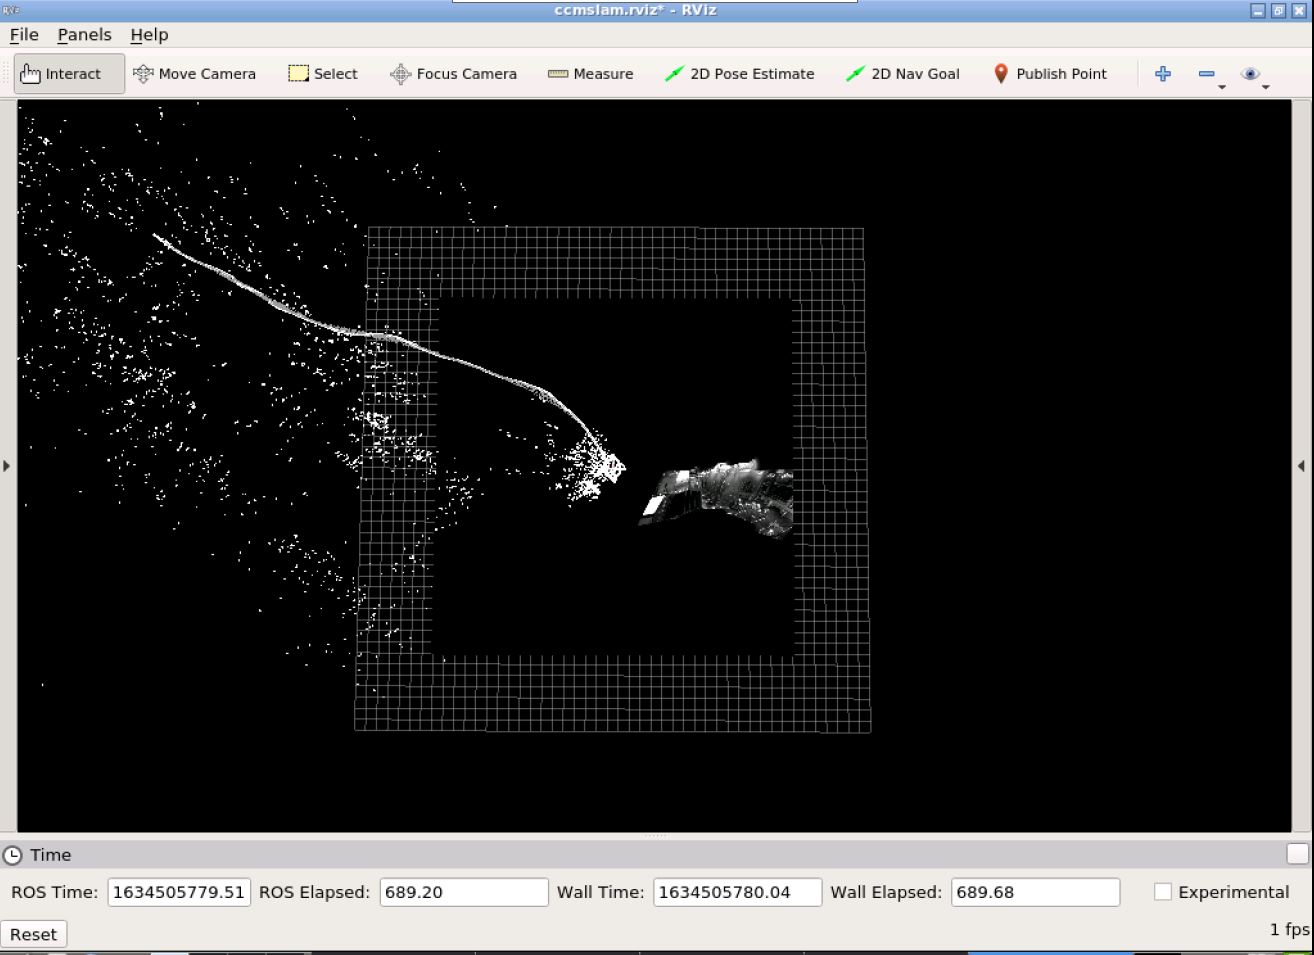 RViz ccmslam.rviz* - RViz
File Panels Help
Interact Move Camera Select Focus Camera Measure 2D Pose Estimate 2D Nav Goal Publish Point
Time
ROS Time: 1634505779.51 ROS Elapsed: 689.20 Wall Time: 1634505780.04 Wall Elapsed: 689.68 Experimental
Reset 1 fps